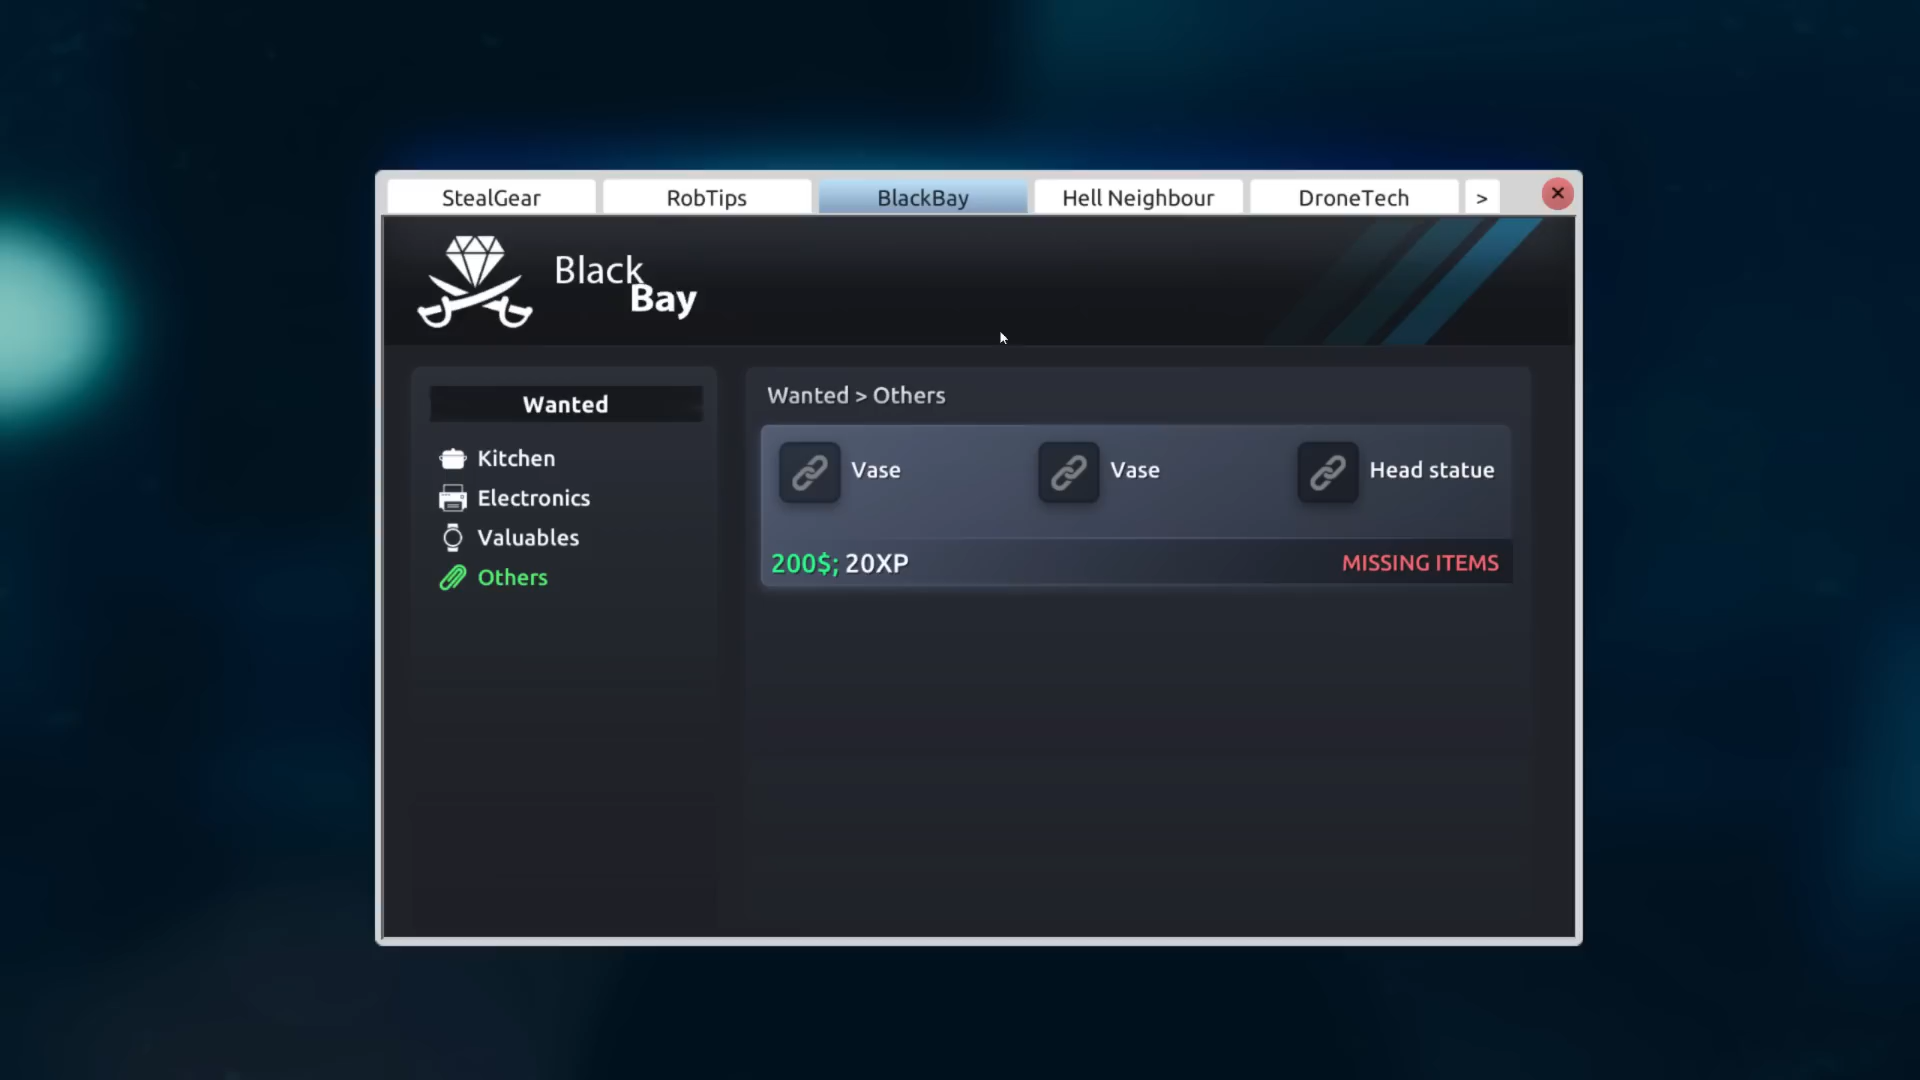 StealGear
RobTips
BlackBay
Hell Neighbour
DroneTech
>
Black
Bay
Wanted
Kitchen
Electronics
Valuables
Others
Wanted > Others
Vase
Vase
Head statue
200$; 20XP
MISSING ITEMS